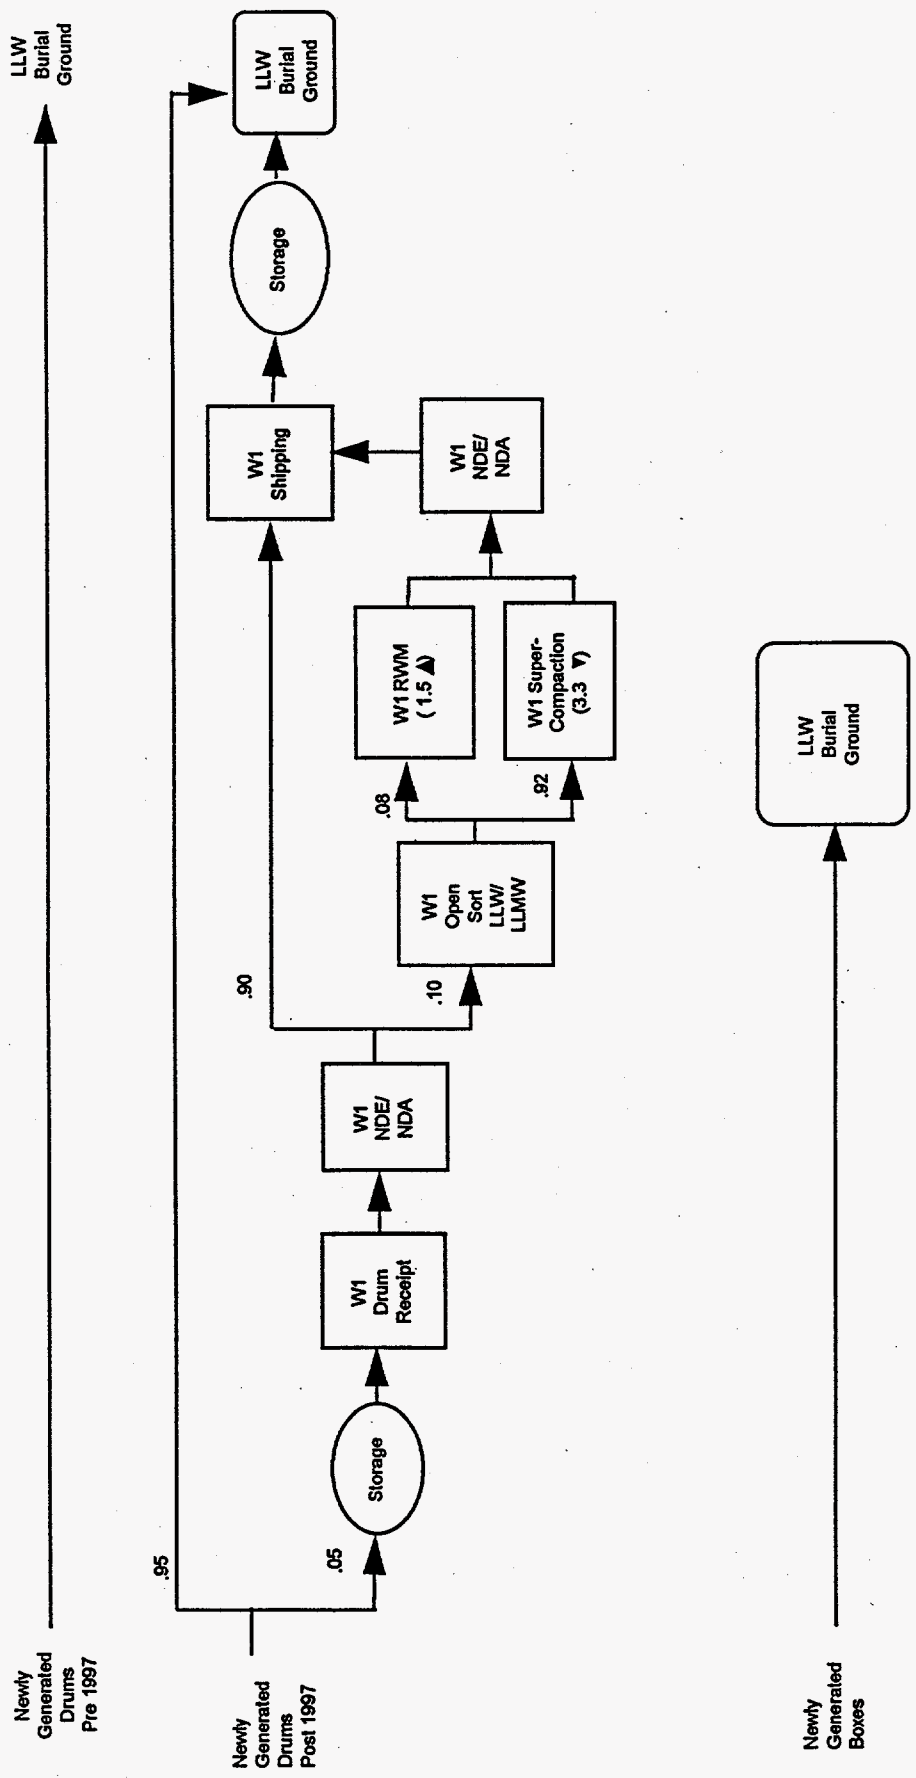 Newly
Generated
Drums
Pre 1997
LLW
Burial
Ground
Newly
Generated
Drums
Post 1997
.95
.05
Storage
W1
Drum
Receipt
W1
NDE/
NDA
.90
.10
W1
Open
Sort
LLW/
LLMW
.08
.92
W1 RWM
( 1.5 ▲)
W1 Super-
Compaction
(3.3 ▼)
W1
NDE/
NDA
W1
Shipping
Storage
LLW
Burial
Ground
Newly
Generated
Boxes
LLW
Burial
Ground